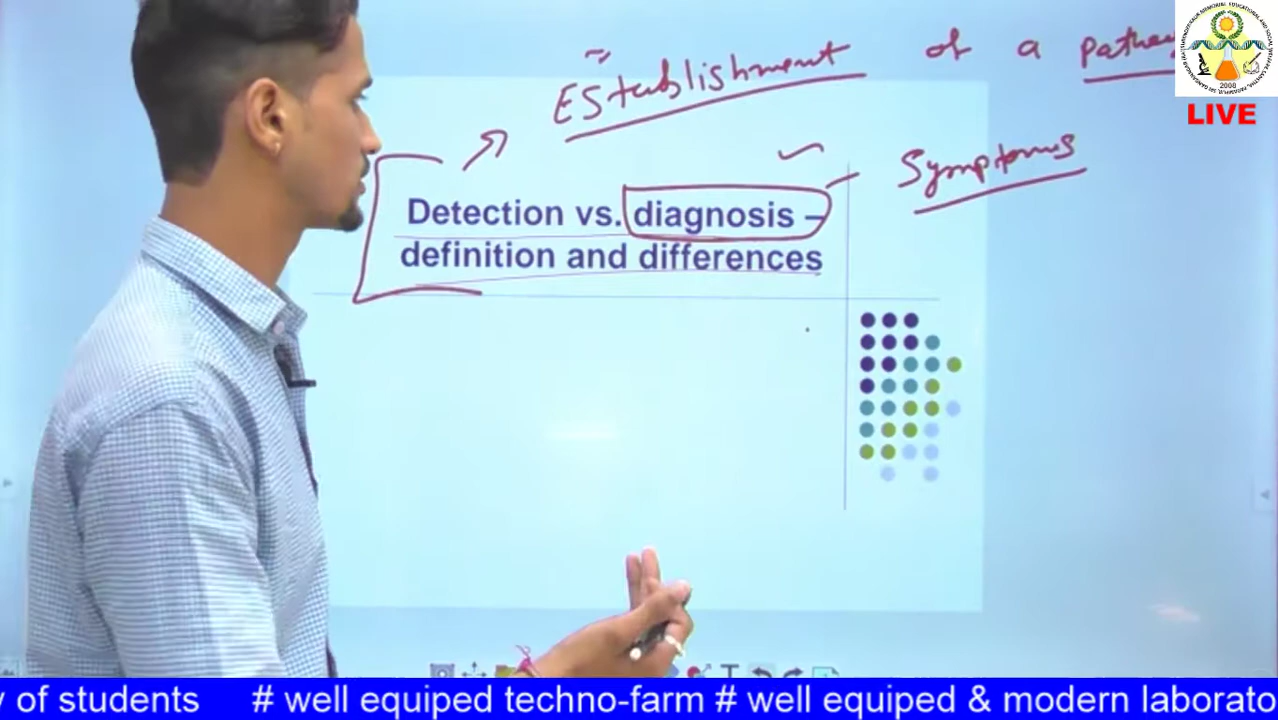 Establishment of a
Symptoms
Detection vs. diagnosis –
definition and differences
2008
LIVE
y of students # well equiped techno-farm # well equiped & modern laborato